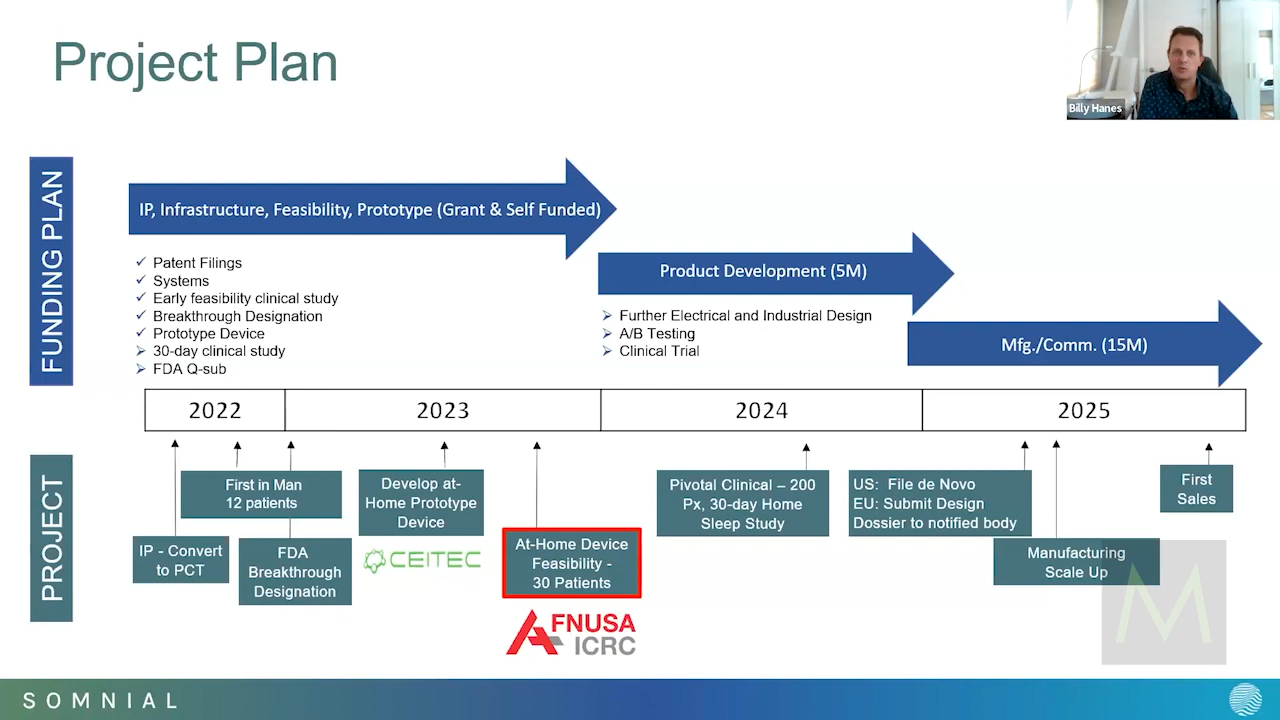 Project Plan
Billy Hanes
FUNDING PLAN
IP, Infrastructure, Feasibility, Prototype (Grant & Self Funded)
Patent Filings
Systems
Early feasibility clinical study
Breakthrough Designation
Prototype Device
30-day clinical study
FDA Q-sub
Product Development (5M)
Further Electrical and Industrial Design
A/B Testing
Clinical Trial
Mfg./Comm. (15M)
2022
2023
2024
2025
PROJECT
IP - Convert
to PCT
First in Man
12 patients
FDA
Breakthrough
Designation
Develop at-
Home Prototype
Device
CEITEC
At-Home Device
Feasibility -
30 Patients
FNUSA
ICRC
Pivotal Clinical – 200
Px, 30-day Home
Sleep Study
US: File de Novo
EU: Submit Design
Dossier to notified body
Manufacturing
Scale Up
First
Sales
M
SOMNIAL